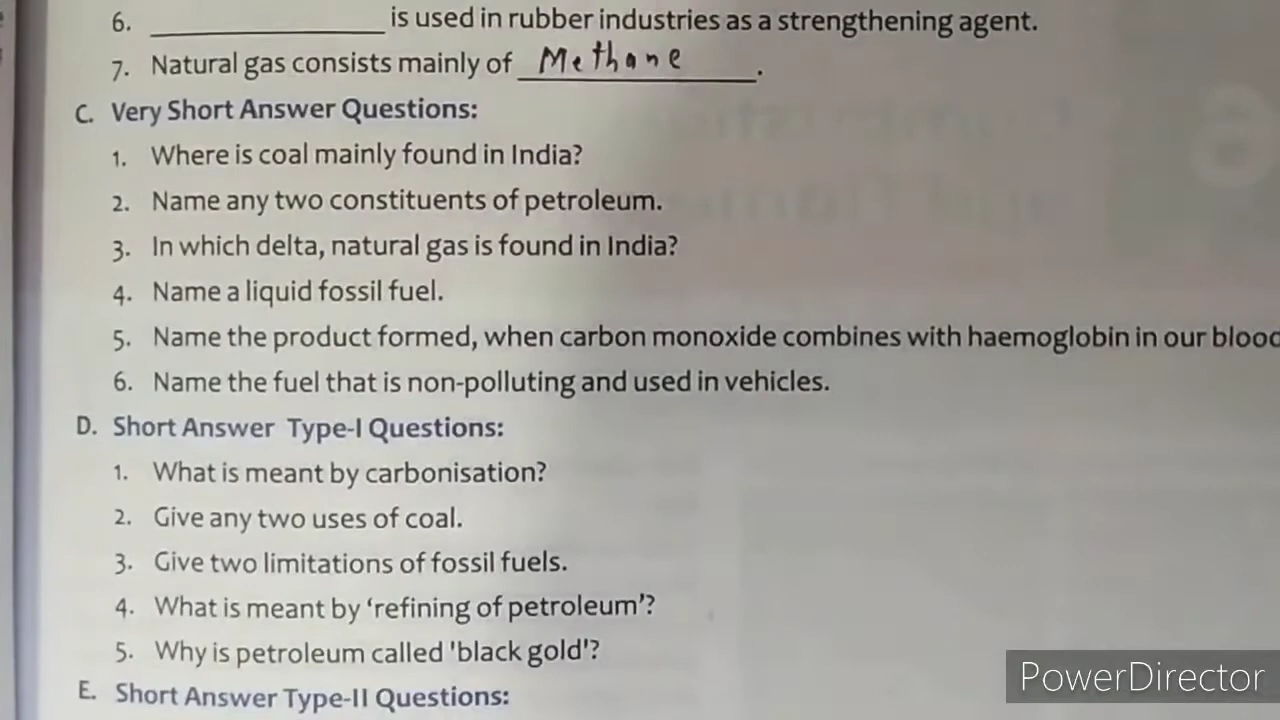 6. ______________ is used in rubber industries as a strengthening agent.
7. Natural gas consists mainly of Methane.
C. Very Short Answer Questions:
1. Where is coal mainly found in India?
2. Name any two constituents of petroleum.
3. In which delta, natural gas is found in India?
4. Name a liquid fossil fuel.
5. Name the product formed, when carbon monoxide combines with haemoglobin in our blood
6. Name the fuel that is non-polluting and used in vehicles.
D. Short Answer Type-I Questions:
1. What is meant by carbonisation?
2. Give any two uses of coal.
3. Give two limitations of fossil fuels.
4. What is meant by ‘refining of petroleum’?
5. Why is petroleum called 'black gold'?
E. Short Answer Type-II Questions:
PowerDirector